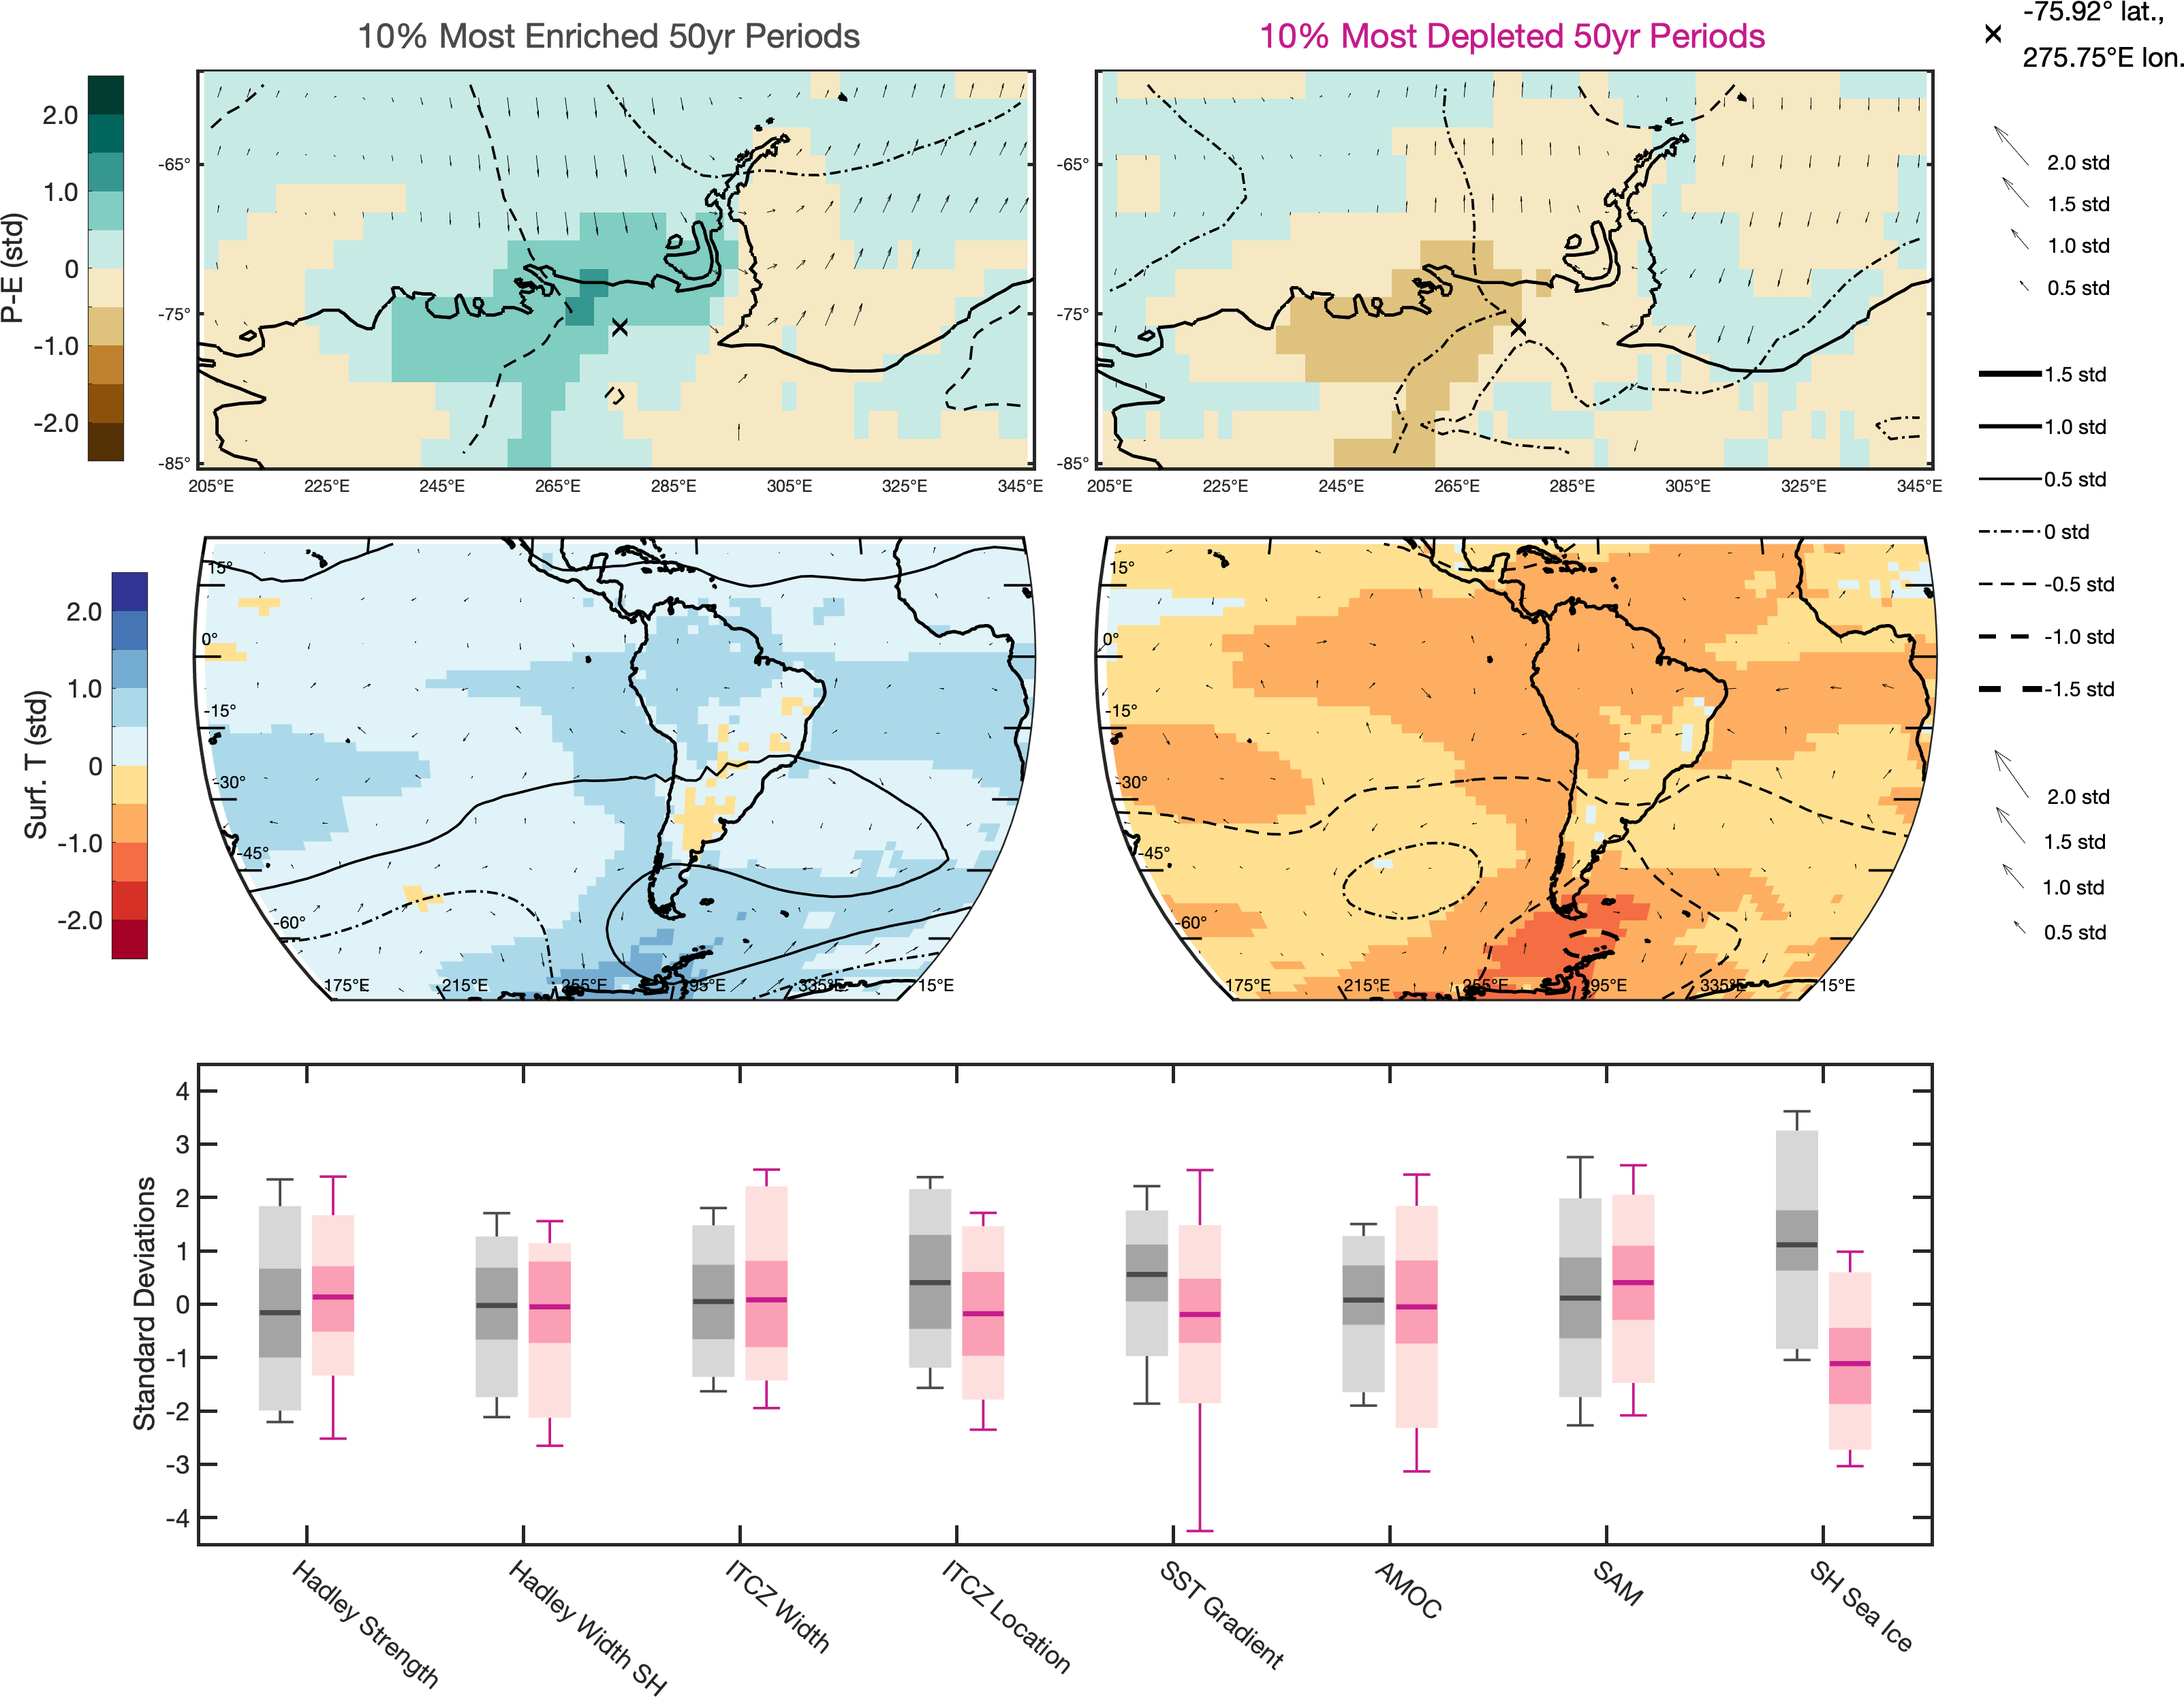 10% Most Enriched 50yr Periods
10% Most Depleted 50yr Periods
-75.92° lat.,
275.75°E lon.
P-E (std)
2.0
1.0
0
-1.0
-2.0
-65°
-75°
-85°
205°E 225°E 245°E 265°E 285°E 305°E 325°E 345°E
-65°
-75°
-85°
205°E 225°E 245°E 265°E 285°E 305°E 325°E 345°E
2.0 std
1.5 std
1.0 std
0.5 std
1.5 std
1.0 std
0.5 std
0 std
-0.5 std
-1.0 std
-1.5 std
Surf. T (std)
2.0
1.0
0
-1.0
-2.0
15°
0°
-15°
-30°
-45°
-60°
175°E 215°E 255°E 295°E 335°E 15°E
15°
0°
-15°
-30°
-45°
-60°
175°E 215°E 255°E 295°E 335°E 15°E
2.0 std
1.5 std
1.0 std
0.5 std
Standard Deviations
4
3
2
1
0
-1
-2
-3
-4
Hadley Strength
Hadley Width SH
ITCZ Width
ITCZ Location
SST Gradient
AMOC
SAM
SH Sea Ice